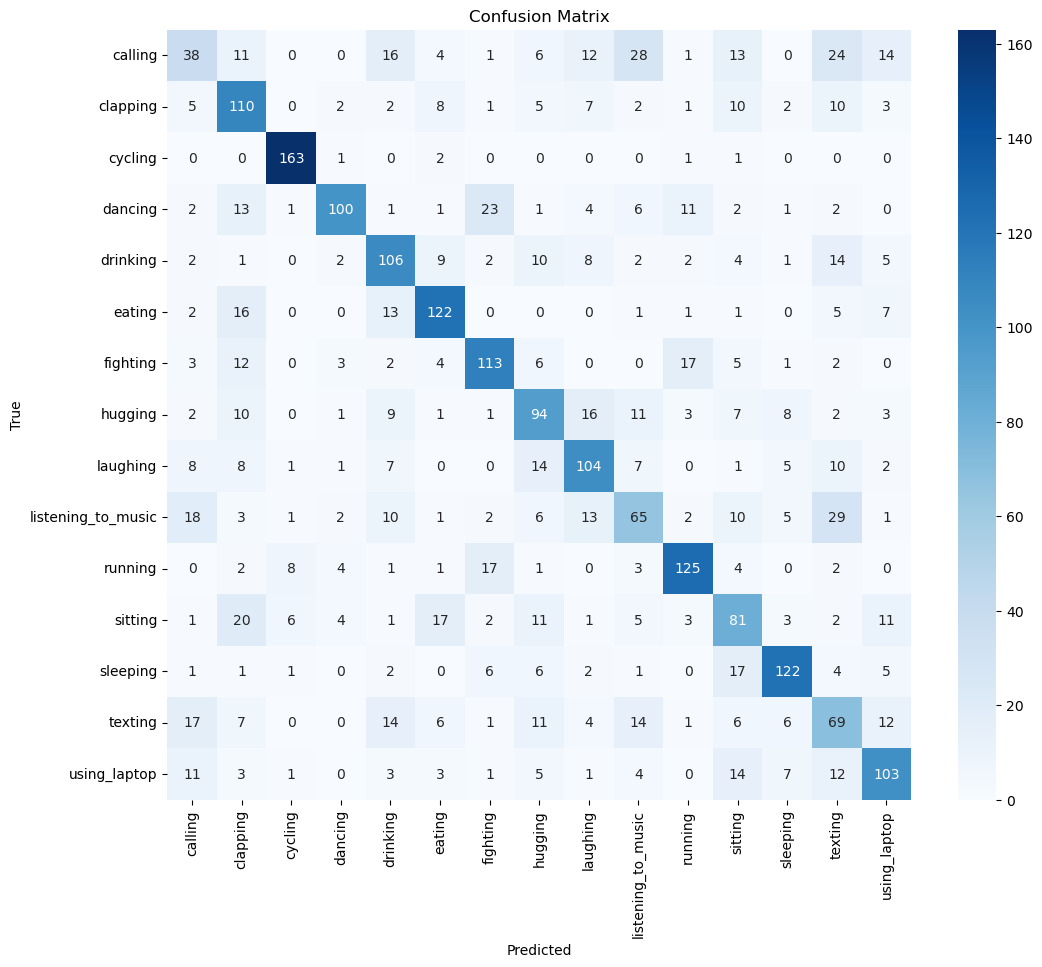 Confusion Matrix
calling 38 11 0 0 16 4 1 6 12 28 1 13 0 24 14
clapping 5 110 0 2 2 8 1 5 7 2 1 10 2 10 3
cycling 0 0 163 1 0 2 0 0 0 0 1 1 0 0 0
dancing 2 13 1 100 1 1 23 1 4 6 11 2 1 2 0
drinking 2 1 0 2 106 9 2 10 8 2 2 4 1 14 5
eating 2 16 0 0 13 122 0 0 0 1 1 1 0 5 7
fighting 3 12 0 3 2 4 113 6 0 0 17 5 1 2 0
hugging 2 10 0 1 9 1 1 94 16 11 3 7 8 2 3
laughing 8 8 1 1 7 0 0 14 104 7 0 1 5 10 2
listening_to_music 18 3 1 2 10 1 2 6 13 65 2 10 5 29 1
running 0 2 8 4 1 1 17 1 0 3 125 4 0 2 0
sitting 1 20 6 4 1 17 2 11 1 5 3 81 3 2 11
sleeping 1 1 1 0 2 0 6 6 2 1 0 17 122 4 5
texting 17 7 0 0 14 6 1 11 4 14 1 6 6 69 12
using_laptop 11 3 1 0 3 3 1 5 1 4 0 14 7 12 103
calling clapping cycling dancing drinking eating fighting hugging laughing listening_to_music running sitting sleeping texting using_laptop
Predicted
True
160
140
120
100
80
60
40
20
0